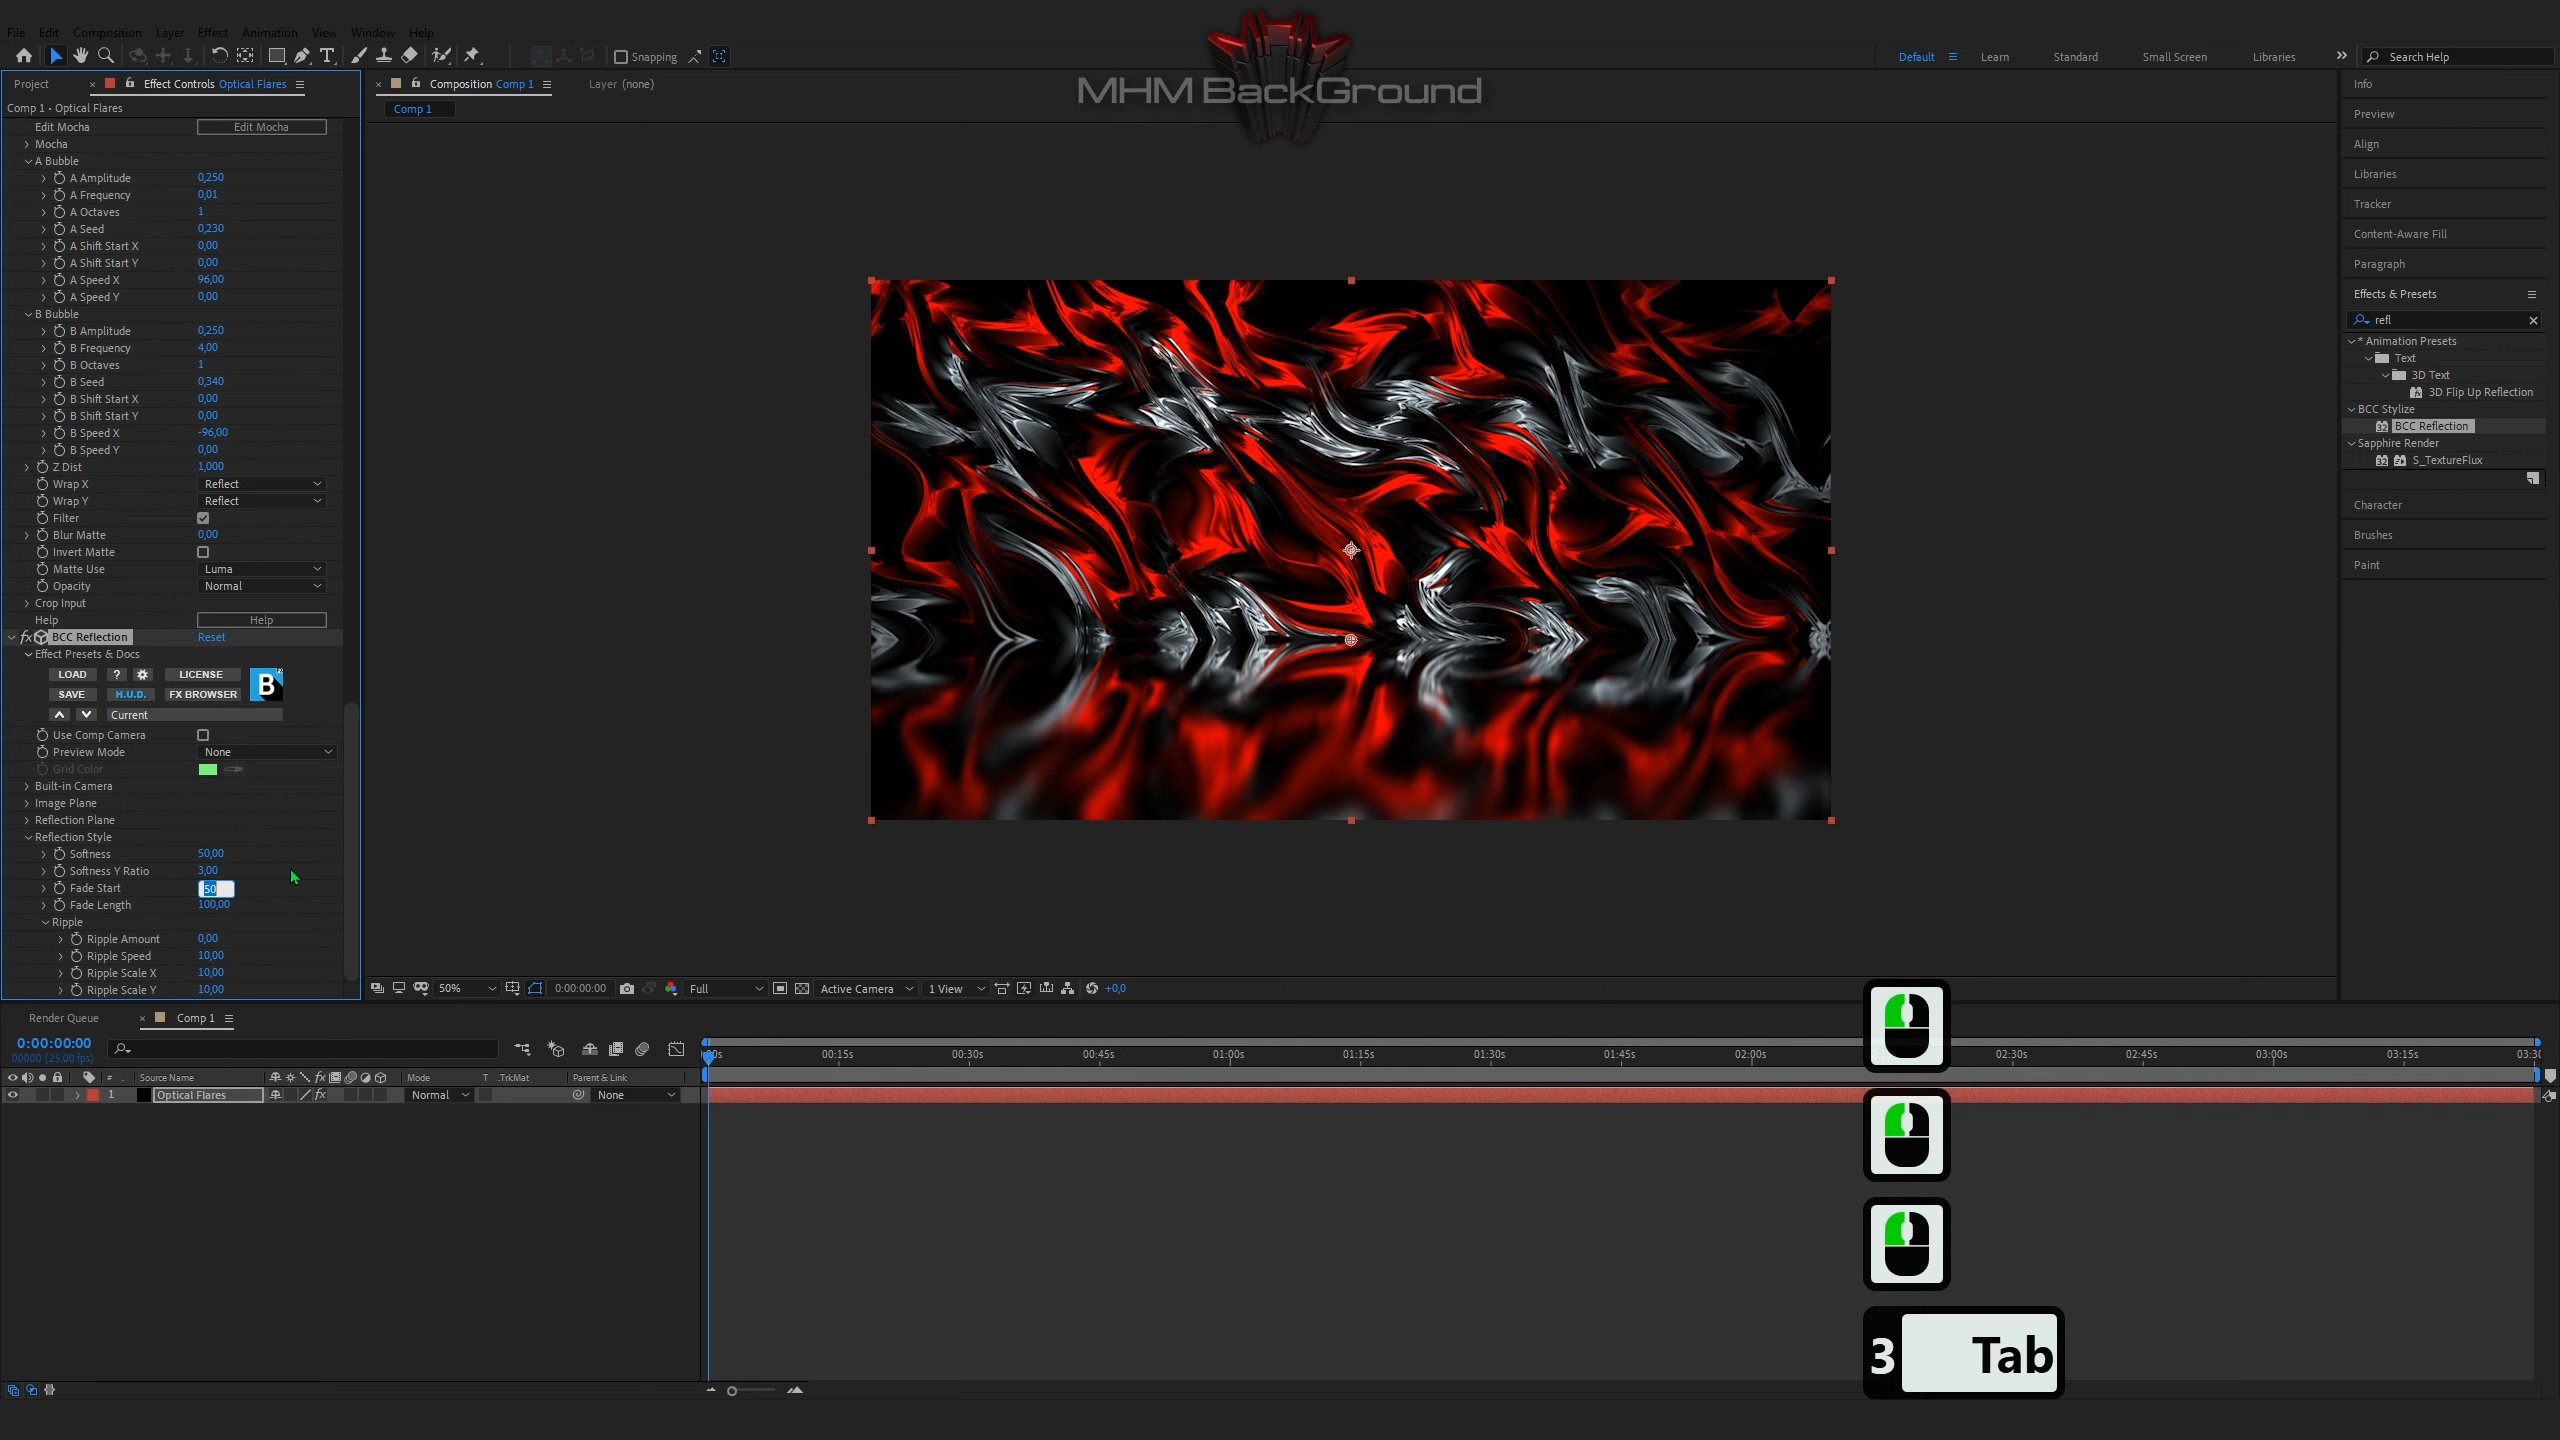 File Edit Composition Layer Effect Animation View Window Help
Snapping
Default Learn Standard Small Screen Libraries Search Help
MHM BackGround
Project Effect Controls Optical Flares
Composition Comp 1 Layer (none)
Comp 1 • Optical Flares
Comp 1
Edit Mocha Edit Mocha
Mocha
A Bubble
A Amplitude 0,250
A Frequency 0,01
A Octaves 1
A Seed 0,230
A Shift Start X 0,00
A Shift Start Y 0,00
A Speed X 96,00
A Speed Y 0,00
B Bubble
B Amplitude 0,250
B Frequency 4,00
B Octaves 1
B Seed 0,340
B Shift Start X 0,00
B Shift Start Y 0,00
B Speed X -96,00
B Speed Y 0,00
Z Dist 1,000
Wrap X Reflect
Wrap Y Reflect
Filter
Blur Matte 0,00
Invert Matte
Matte Use Luma
Opacity Normal
Crop Input
Help Help
fx BCC Reflection Reset
Effect Presets & Docs
LOAD ? LICENSE
B
SAVE H.U.D. FX BROWSER
Current
Use Comp Camera
Preview Mode None
Grid Color
Built-in Camera
Image Plane
Reflection Plane
Reflection Style
Softness 50,00
Softness Y Ratio 3,00
Fade Start 50
Fade Length 100,00
Ripple
Ripple Amount 0,00
Ripple Speed 10,00
Ripple Scale X 10,00
Ripple Scale Y 10,00
50% 0:00:00:00 Full Active Camera 1 View +0,0
Info
Preview
Align
Libraries
Tracker
Content-Aware Fill
Paragraph
Effects & Presets
refl
* Animation Presets
Text
3D Text
3D Flip Up Reflection
BCC Stylize
32 BCC Reflection
Sapphire Render
32 S_TextureFlux
Character
Brushes
Paint
Render Queue Comp 1
0:00:00:00
00000 (25.00 fps)
00:15s 00:30s 00:45s 01:00s 01:15s 01:30s 01:45s 02:00s 02:30s 02:45s 03:00s 03:15s 03:30
# . Source Name fx Mode T .TrkMat Parent & Link
1 Optical Flares fx Normal None
3 Tab